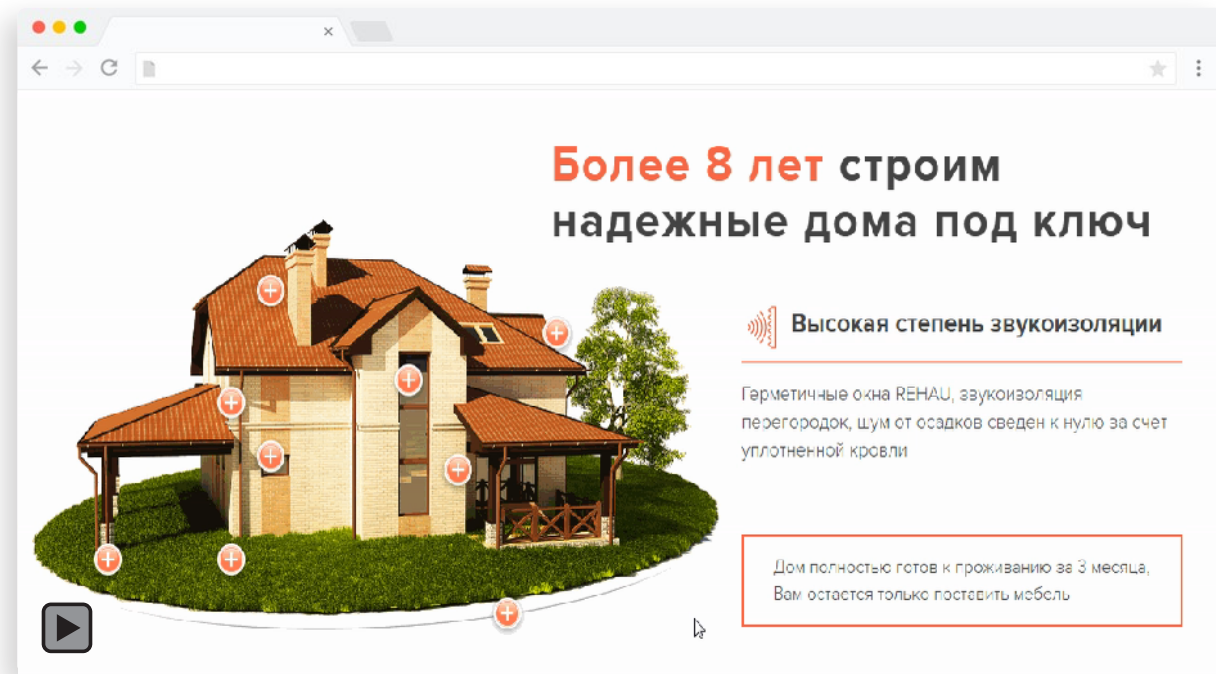 Более 8 лет строим
надежные дома под ключ
Высокая степень звукоизоляции
Герметичные окна REHAU, звукоизоляция
перегородок, шум от осадков сведен к нулю за счет
уплотненной кровли
Дом полностью готов к проживанию за 3 месяца,
Вам остается только поставить мебель